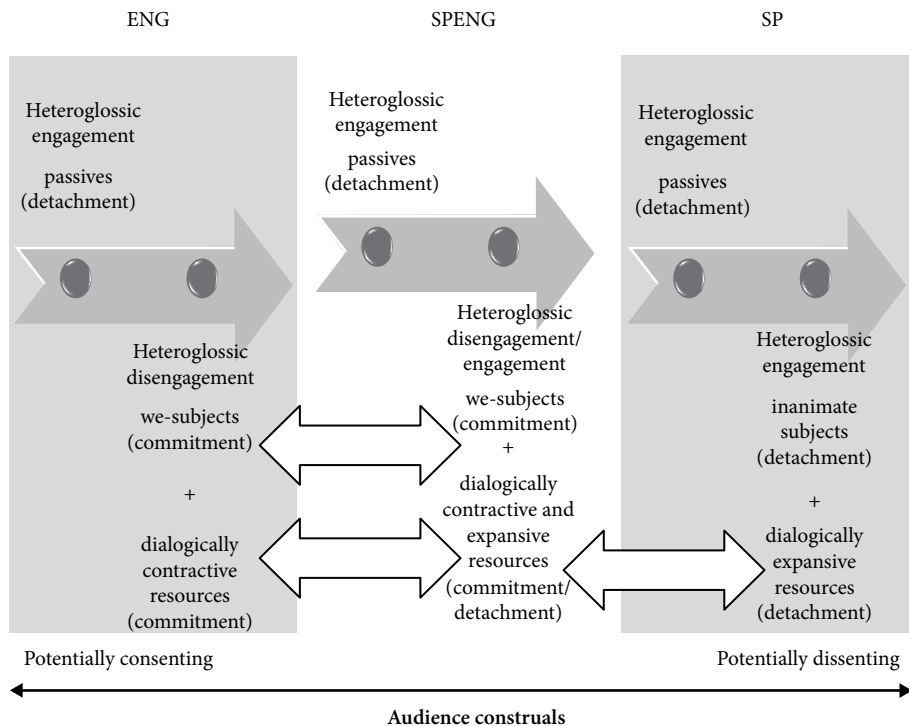 ENG
SPENG
SP
Heteroglossic
engagement
passives
(detachment)
Heteroglossic
disengagement
we-subjects
(commitment)
+
dialogically
contractive
resources
(commitment)
Heteroglossic
engagement
passives
(detachment)
Heteroglossic
disengagement/
engagement
we-subjects
(commitment)
+
dialogically
contractive and
expansive
resources
(commitment/
detachment)
Heteroglossic
engagement
passives
(detachment)
Heteroglossic
engagement
inanimate
subjects
(detachment)
+
dialogically
expansive
resources
(detachment)
Potentially consenting
Potentially dissenting
Audience construals